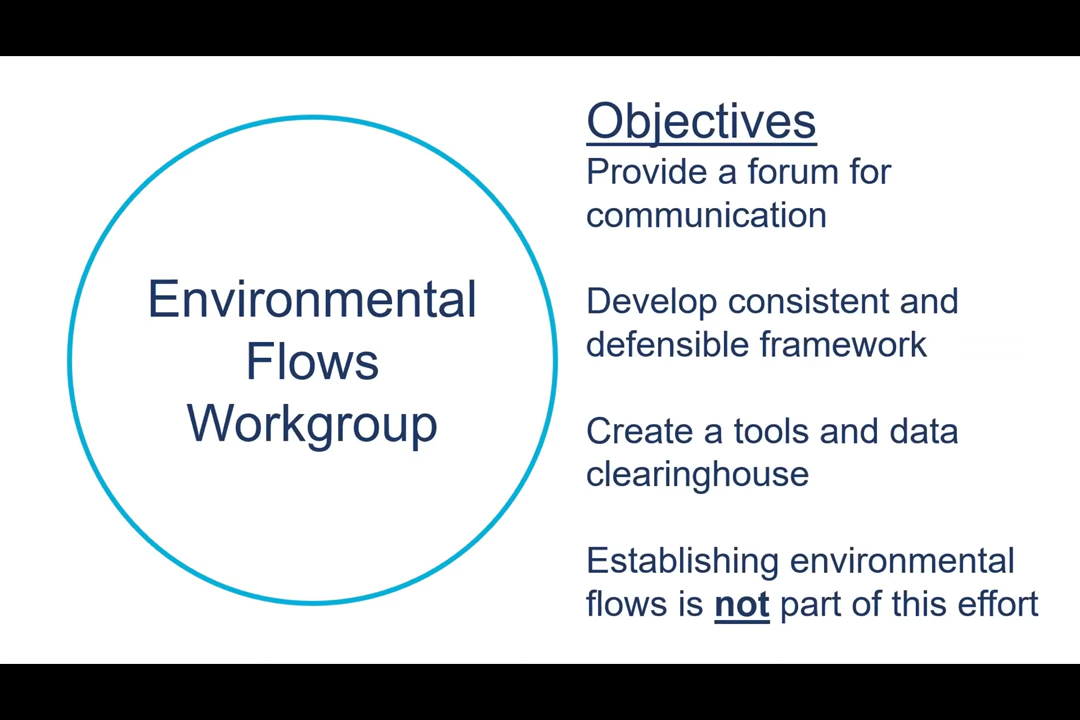 Environmental
Flows
Workgroup
Objectives
Provide a forum for
communication
Develop consistent and
defensible framework
Create a tools and data
clearinghouse
Establishing environmental
flows is not part of this effort